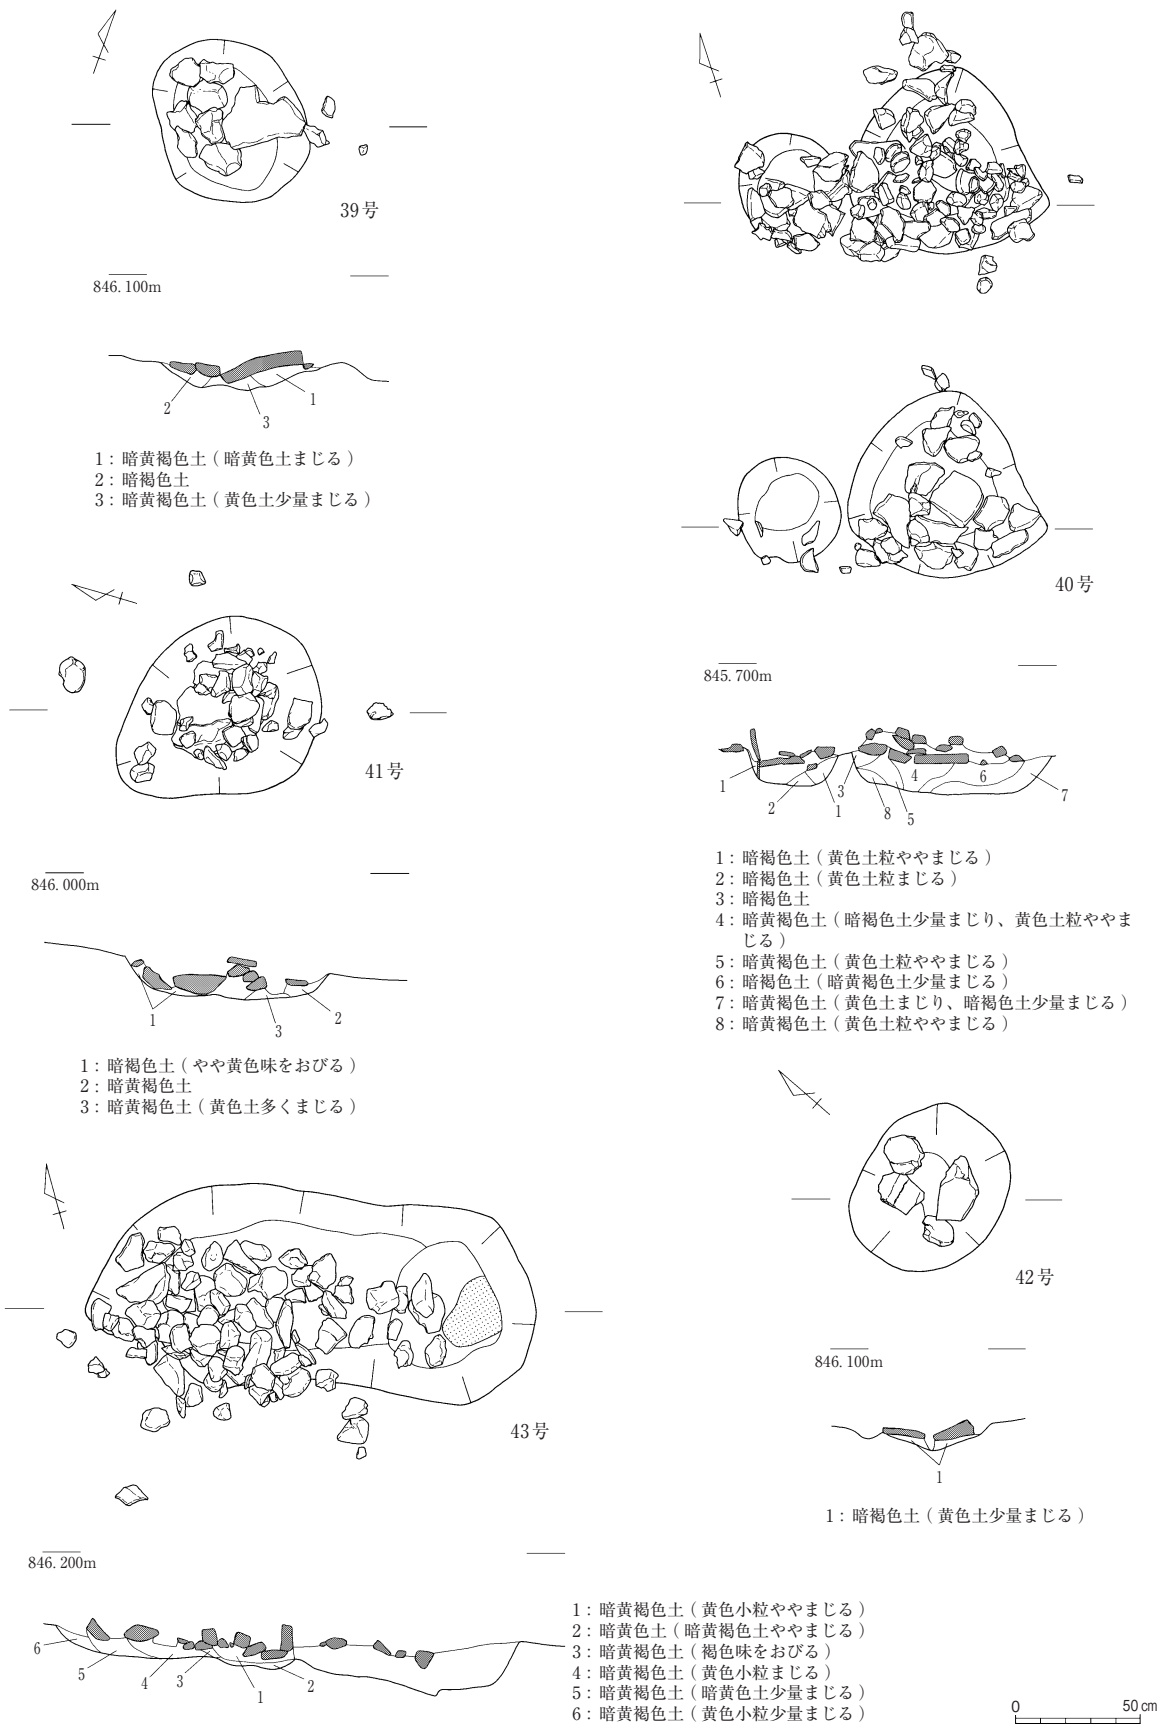 39号
846.100m
2
3
1
1：暗黄褐色土（暗黄色土まじる）
2：暗褐色土
3：暗黄褐色土（黄色土少量まじる）
40号
845.700m
1
2
1
3
8
5
4
6
7
1：暗褐色土（黄色土粒ややまじる）
2：暗褐色土（黄色土粒まじる）
3：暗褐色土
4：暗黄褐色土（暗褐色土少量まじり、黄色土粒ややま
じる）
5：暗黄褐色土（黄色土粒ややまじる）
6：暗褐色土（暗黄褐色土少量まじる）
7：暗黄褐色土（黄色土まじり、暗褐色土少量まじる）
8：暗黄褐色土（黄色土粒ややまじる）
41号
846.000m
1
3
2
1：暗褐色土（やや黄色味をおびる）
2：暗黄褐色土
3：暗黄褐色土（黄色土多くまじる）
42号
846.100m
1
1：暗褐色土（黄色土少量まじる）
43号
846.200m
6
5
4
3
1
2
1：暗黄褐色土（黄色小粒ややまじる）
2：暗黄色土（暗黄褐色土ややまじる）
3：暗黄褐色土（褐色味をおびる）
4：暗黄褐色土（黄色小粒まじる）
5：暗黄褐色土（暗黄色土少量まじる）
6：暗黄褐色土（黄色小粒少量まじる）
0 50cm